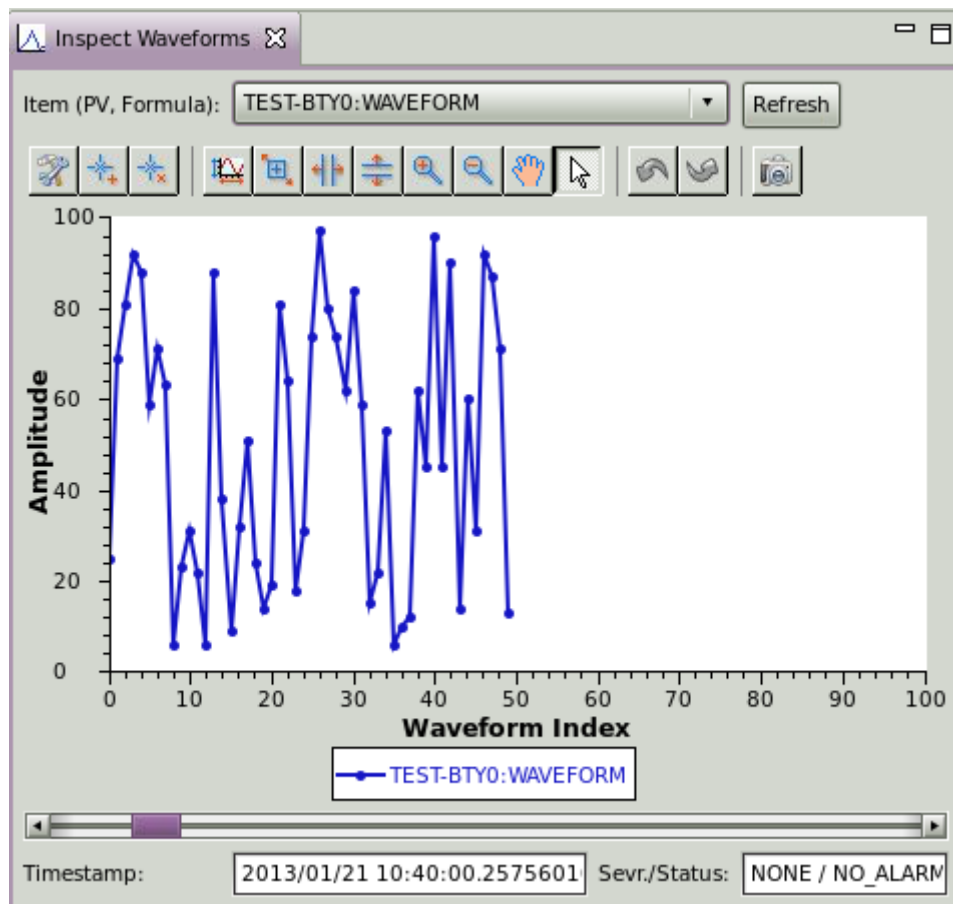 Inspect Waveforms
Item (PV, Formula): TEST-BTY0:WAVEFORM Refresh
100
80
60
40
20
0
Amplitude
0 10 20 30 40 50 60 70 80 90 100
Waveform Index
TEST-BTY0:WAVEFORM
Timestamp: 2013/01/21 10:40:00.2575601 Sevr./Status: NONE / NO_ALARM